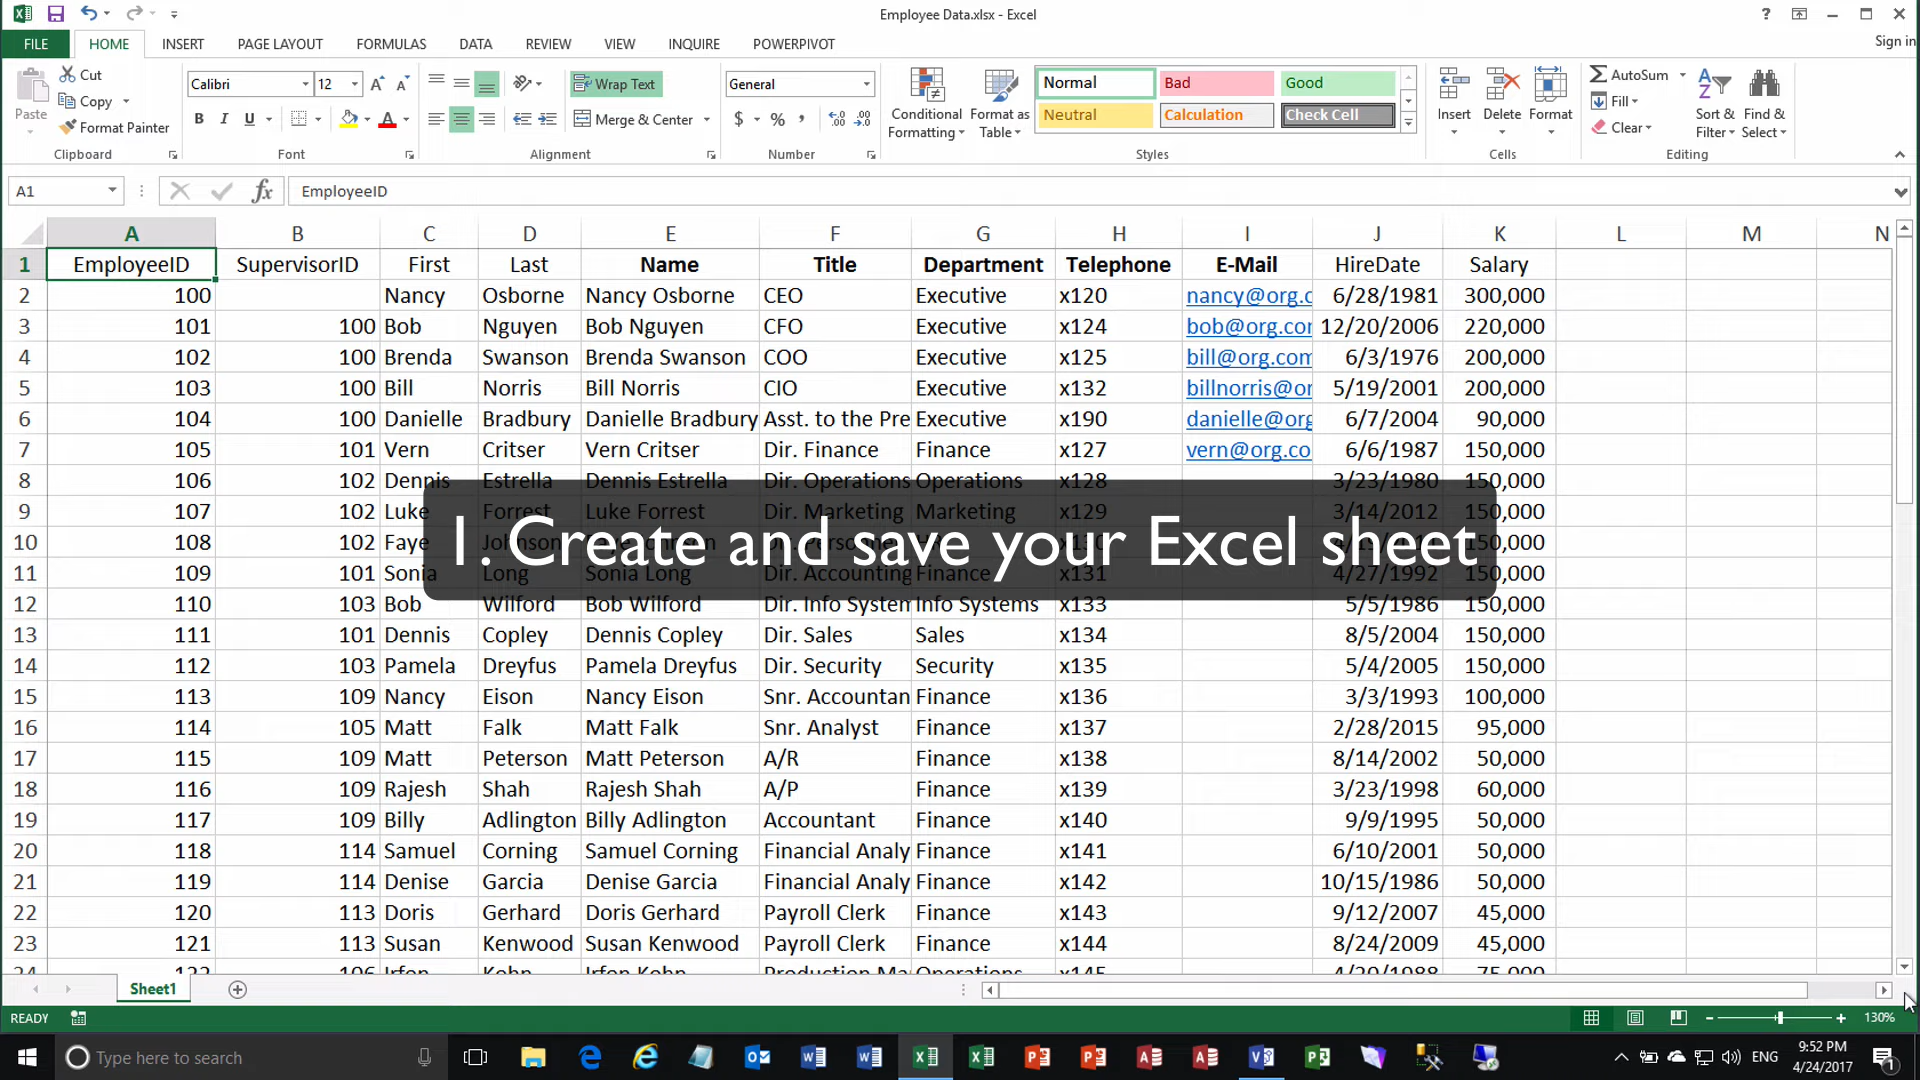 Employee Data.xlsx - Excel
?
Sign in
FILE HOME INSERT PAGE LAYOUT FORMULAS DATA REVIEW VIEW INQUIRE POWERPIVOT
Paste
Cut
Copy
Format Painter
Clipboard
Calibri 12
B I U
Font
Wrap Text
Merge & Center
Alignment
General
$ % ,
Number
Conditional Formatting
Format as Table
Normal Bad Good
Neutral Calculation Check Cell
Styles
Insert Delete Format
Cells
AutoSum
Fill
Clear
Sort & Filter
Find & Select
Editing
A1 fx EmployeeID
A B C D E F G H I J K L M N
1 EmployeeID SupervisorID First Last Name Title Department Telephone E-Mail HireDate Salary
2 100 Nancy Osborne Nancy Osborne CEO Executive x120 nancy@org.c 6/28/1981 300,000
3 101 100 Bob Nguyen Bob Nguyen CFO Executive x124 bob@org.cor 12/20/2006 220,000
4 102 100 Brenda Swanson Brenda Swanson COO Executive x125 bill@org.com 6/3/1976 200,000
5 103 100 Bill Norris Bill Norris CIO Executive x132 billnorris@or 5/19/2001 200,000
6 104 100 Danielle Bradbury Danielle Bradbury Asst. to the Pre Executive x190 danielle@org 6/7/2004 90,000
7 105 101 Vern Critser Vern Critser Dir. Finance Finance x127 vern@org.co 6/6/1987 150,000
8 106 102 Dennis Estrella Dennis Estrella Dir. Operations Operations x128 3/23/1980 150,000
9 107 102 Luke Forrest Luke Forrest Dir. Marketing Marketing x129 3/14/2012 150,000
1. Create and save your Excel sheet
10 108 102 Faye Johnson 150,000
11 109 101 Sonia Long Sonia Long Dir. Accounting Finance x131 4/27/1992 150,000
12 110 103 Bob Wilford Bob Wilford Dir. Info System Info Systems x133 5/5/1986 150,000
13 111 101 Dennis Copley Dennis Copley Dir. Sales Sales x134 8/5/2004 150,000
14 112 103 Pamela Dreyfus Pamela Dreyfus Dir. Security Security x135 5/4/2005 150,000
15 113 109 Nancy Eison Nancy Eison Snr. Accountan Finance x136 3/3/1993 100,000
16 114 105 Matt Falk Matt Falk Snr. Analyst Finance x137 2/28/2015 95,000
17 115 109 Matt Peterson Matt Peterson A/R Finance x138 8/14/2002 50,000
18 116 109 Rajesh Shah Rajesh Shah A/P Finance x139 3/23/1998 60,000
19 117 109 Billy Adlington Billy Adlington Accountant Finance x140 9/9/1995 50,000
20 118 114 Samuel Corning Samuel Corning Financial Analy Finance x141 6/10/2001 50,000
21 119 114 Denise Garcia Denise Garcia Financial Analy Finance x142 10/15/1986 50,000
22 120 113 Doris Gerhard Doris Gerhard Payroll Clerk Finance x143 9/12/2007 45,000
23 121 113 Susan Kenwood Susan Kenwood Payroll Clerk Finance x144 8/24/2009 45,000
Sheet1
READY
130%
Type here to search
ENG
9:52 PM
4/24/2017